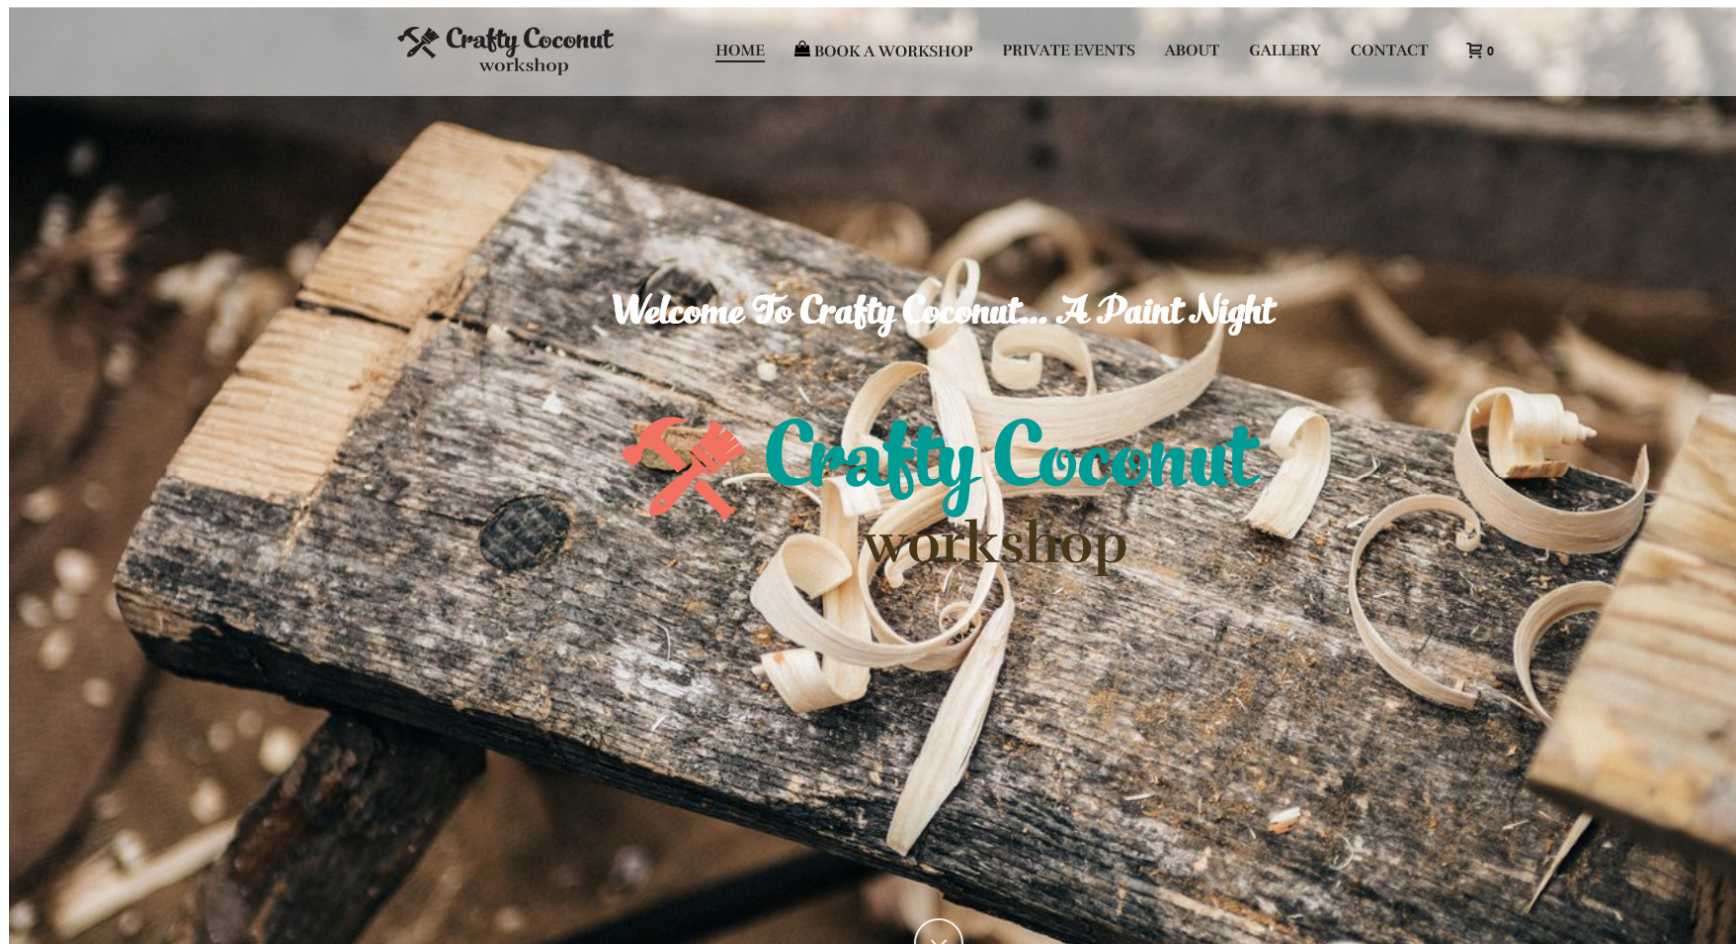 Crafty Coconut
workshop
HOME
BOOK A WORKSHOP
PRIVATE EVENTS
ABOUT
GALLERY
CONTACT
0
Welcome To Crafty Coconut... A Paint Night
Crafty Coconut
workshop